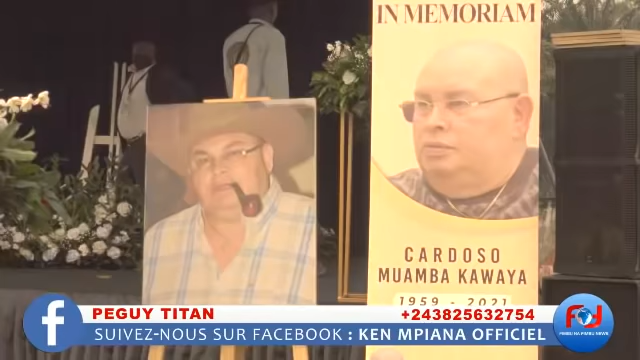 IN MEMORIAM
CARDOSO
MUAMBA KAWAYA
1959 - 2021
PEGUY TITAN
+243825632754
SUIVEZ-NOUS SUR FACEBOOK : KEN MPIANA OFFICIEL